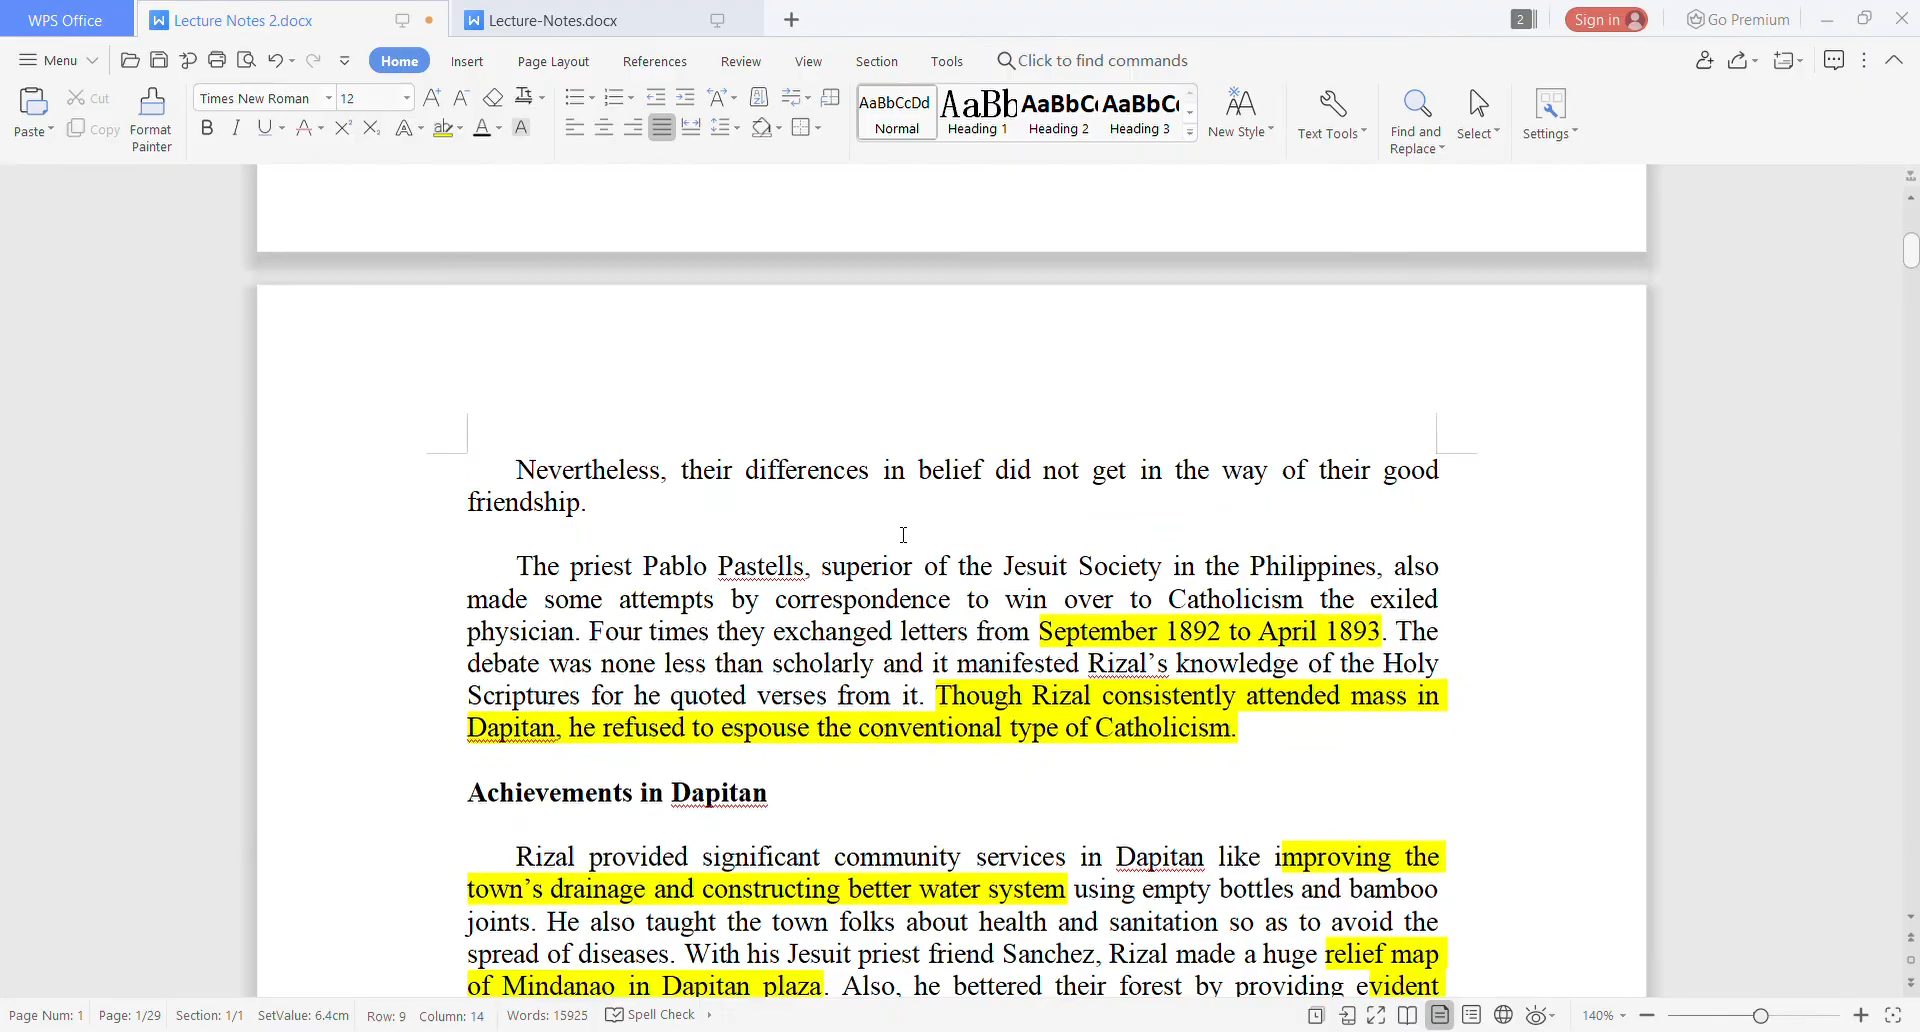 WPS Office
Lecture Notes 2.docx
Lecture-Notes.docx
2
Sign in
Go Premium
Menu
Home
Insert
Page Layout
References
Review
View
Section
Tools
Click to find commands
Paste
Cut
Copy
Format
Painter
Times New Roman
12
AaBbCcDd
Normal
AaBb
Heading 1
AaBbC
Heading 2
AaBbC
Heading 3
New Style
Text Tools
Find and
Replace
Select
Settings
Nevertheless, their differences in belief did not get in the way of their good
friendship.
The priest Pablo Pastells, superior of the Jesuit Society in the Philippines, also
made some attempts by correspondence to win over to Catholicism the exiled
physician. Four times they exchanged letters from September 1892 to April 1893. The
debate was none less than scholarly and it manifested Rizal’s knowledge of the Holy
Scriptures for he quoted verses from it. Though Rizal consistently attended mass in
Dapitan, he refused to espouse the conventional type of Catholicism.
Achievements in Dapitan
Rizal provided significant community services in Dapitan like improving the
town’s drainage and constructing better water system using empty bottles and bamboo
joints. He also taught the town folks about health and sanitation so as to avoid the
spread of diseases. With his Jesuit priest friend Sanchez, Rizal made a huge relief map
of Mindanao in Dapitan plaza. Also, he bettered their forest by providing evident
Page Num: 1
Page: 1/29
Section: 1/1
SetValue: 6.4cm
Row: 9
Column: 14
Words: 15925
Spell Check
140%